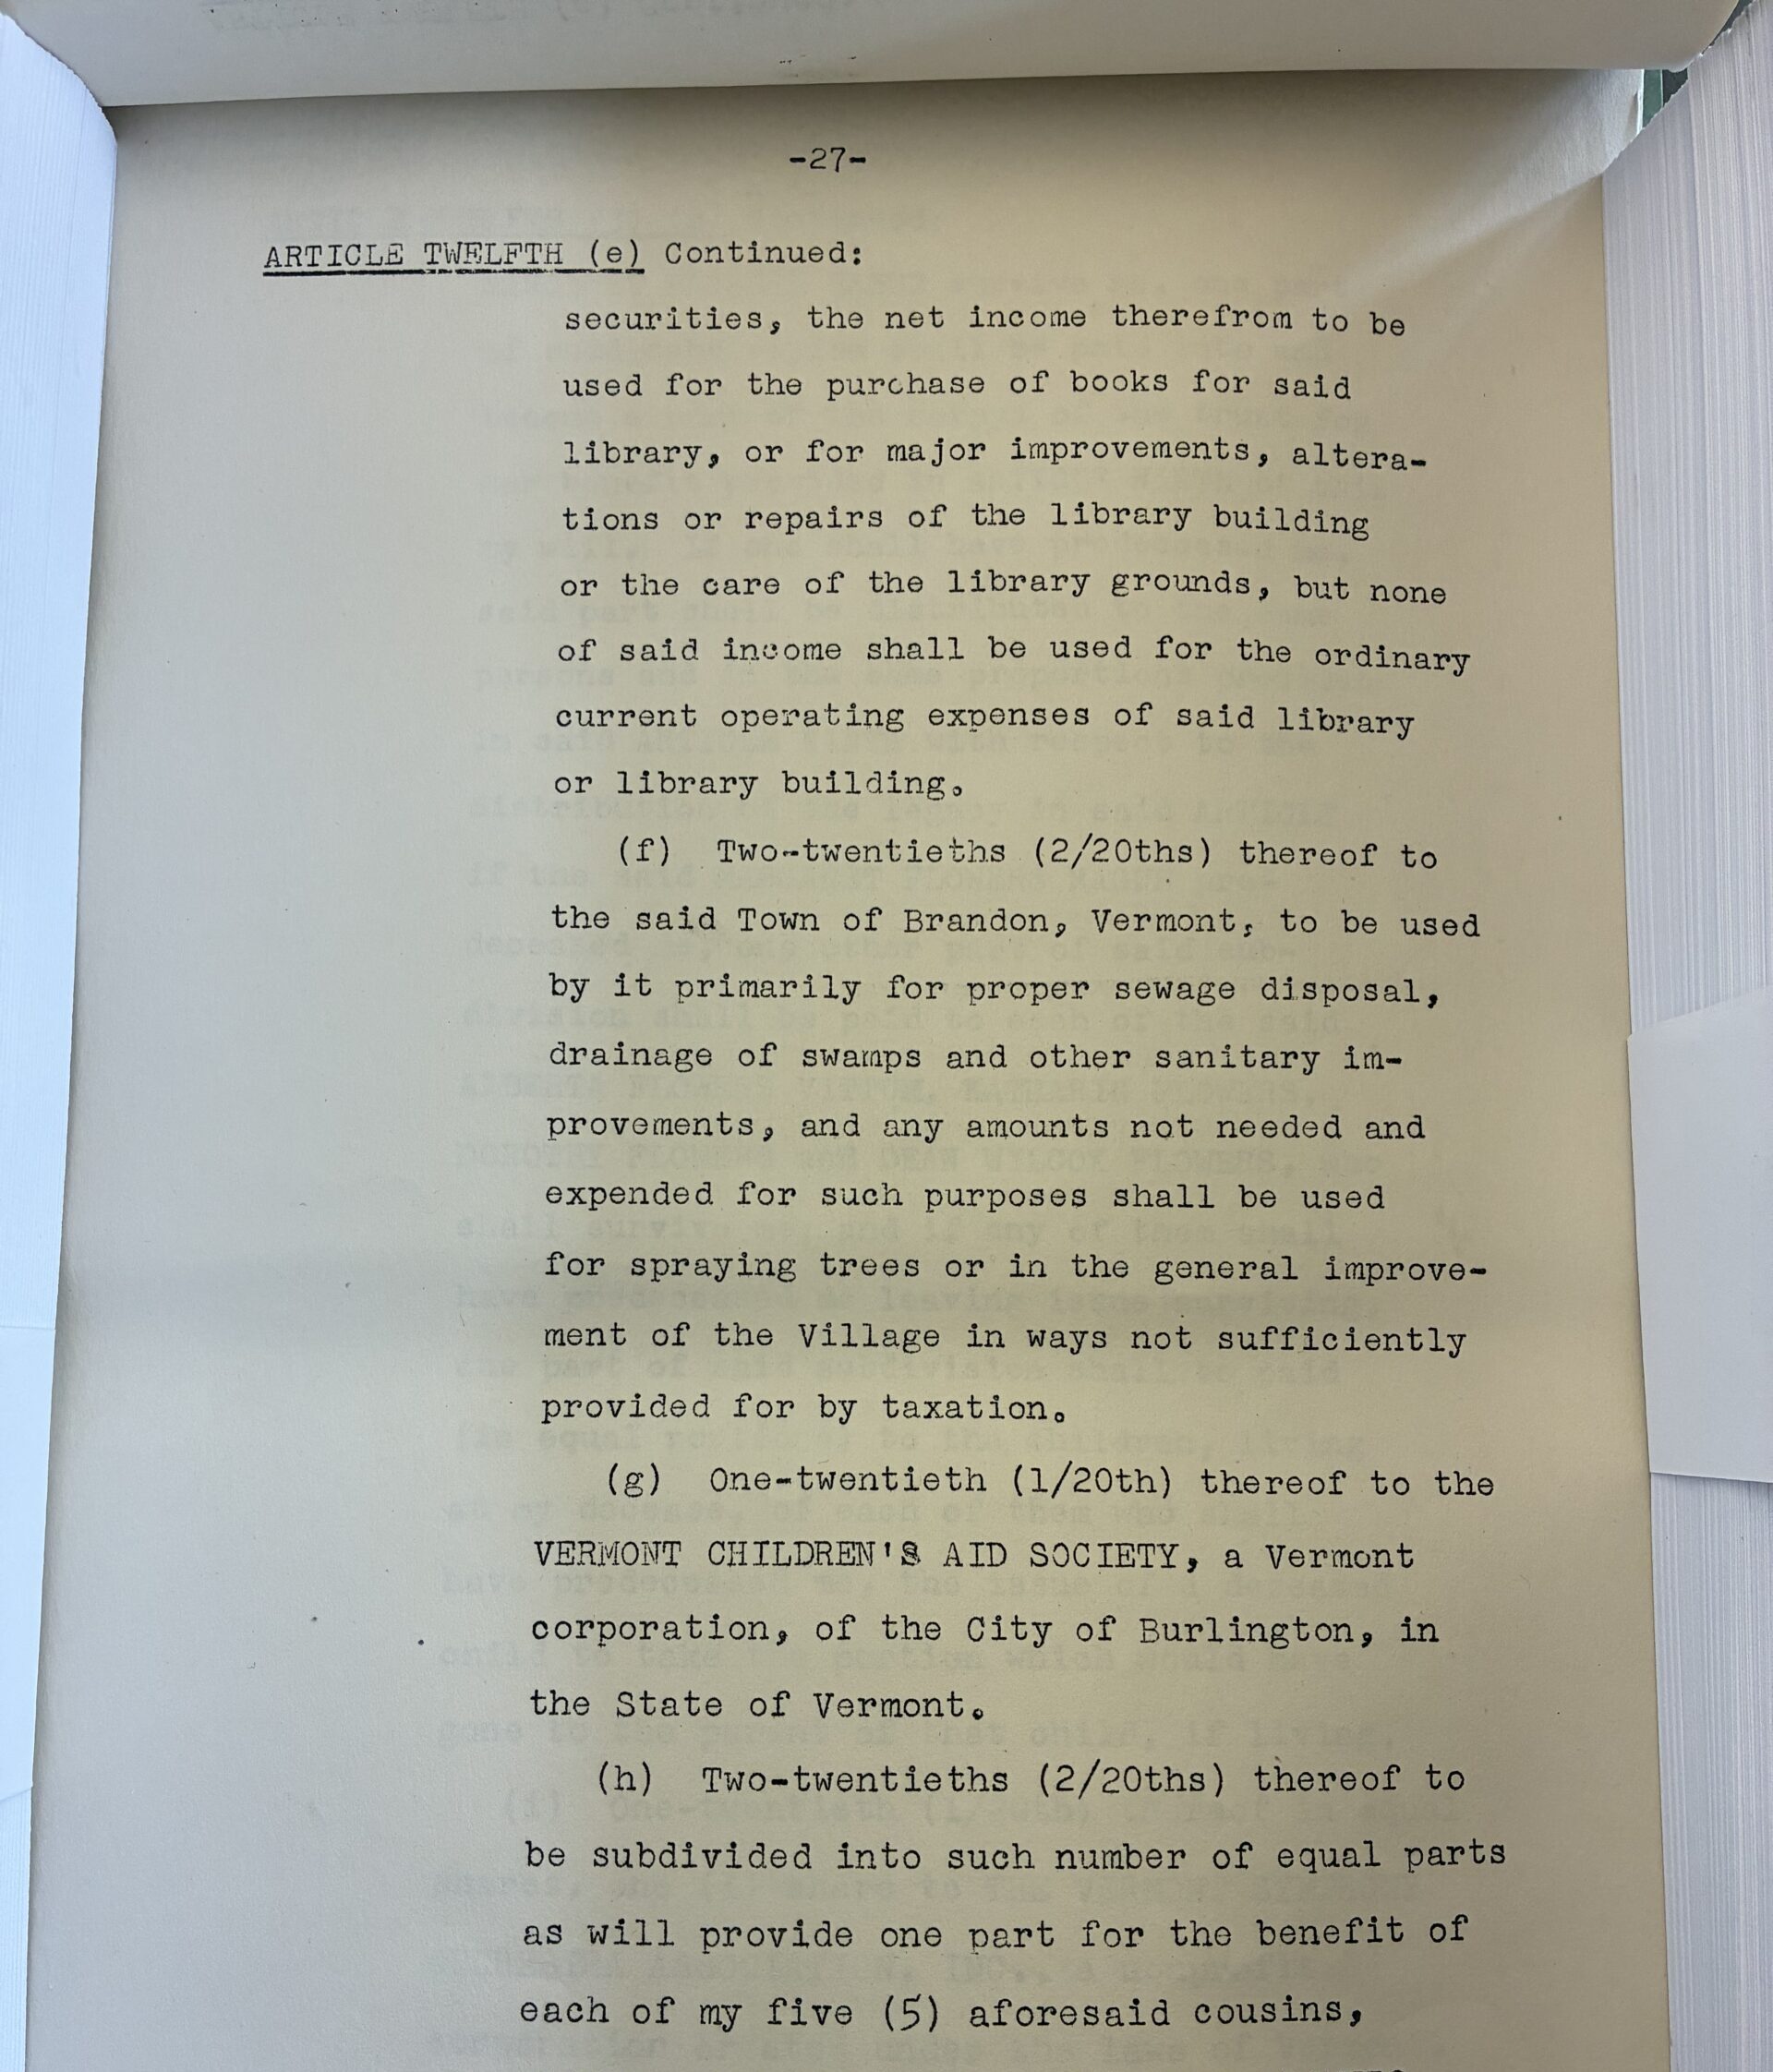 -27-
ARTICLE TWELFTH (e) Continued:
securities, the net income therefrom to be
used for the purchase of books for said
library, or for major improvements, altera-
tions or repairs of the library building
or the care of the library grounds, but none
of said income shall be used for the ordinary
current operating expenses of said library
or library building.
(f) Two-twentieths (2/20ths) thereof to
the said Town of Brandon, Vermont, to be used
by it primarily for proper sewage disposal,
drainage of swamps and other sanitary im-
provements, and any amounts not needed and
expended for such purposes shall be used
for spraying trees or in the general improve-
ment of the Village in ways not sufficiently
provided for by taxation.
(g) One-twentieth (1/20th) thereof to the
VERMONT CHILDREN'S AID SOCIETY, a Vermont
corporation, of the City of Burlington, in
the State of Vermont.
(h) Two-twentieths (2/20ths) thereof to
be subdivided into such number of equal parts
as will provide one part for the benefit of
each of my five (5) aforesaid cousins,